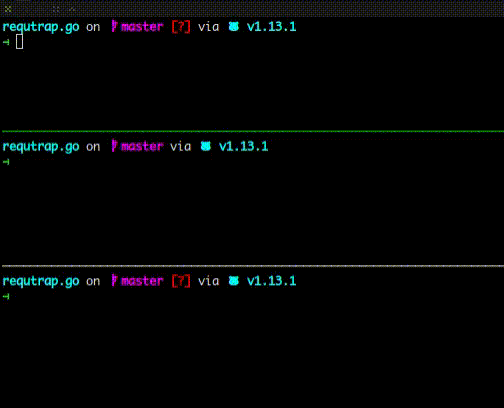 requtrap.go on master [?] via v1.13.1
requtrap.go on master via v1.13.1
requtrap.go on master [?] via v1.13.1